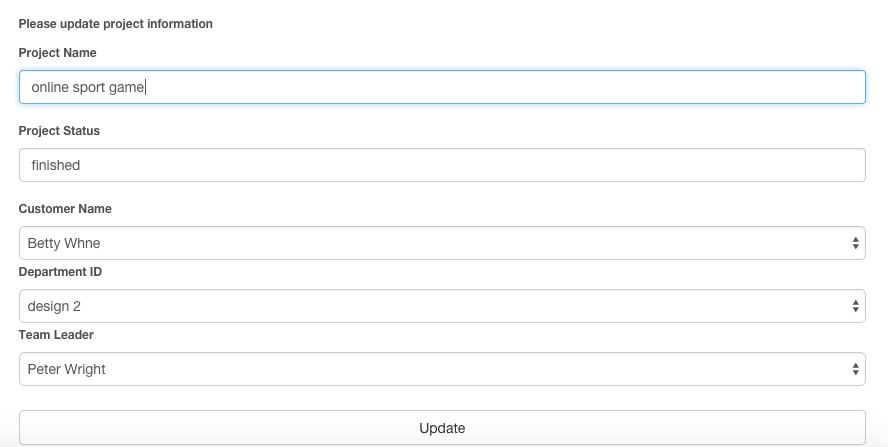 Please update project information
Project Name
online sport game
Project Status
finished
Customer Name
Betty Whne
Department ID
design 2
Team Leader
Peter Wright
Update